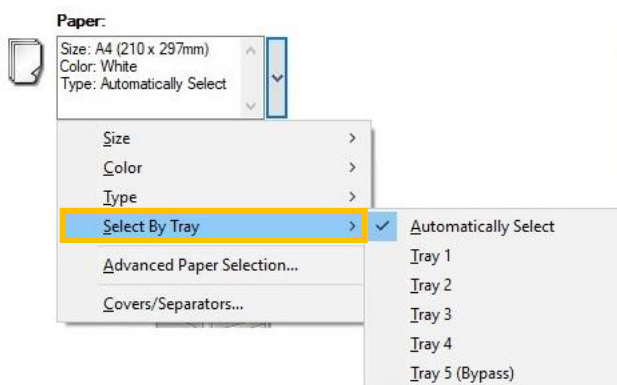 Paper:
Size: A4 (210 x 297mm)
Color: White
Type: Automatically Select
Size
Color
Type
Select By Tray
Advanced Paper Selection...
Covers/Separators...
Automatically Select
Tray 1
Tray 2
Tray 3
Tray 4
Tray 5 (Bypass)